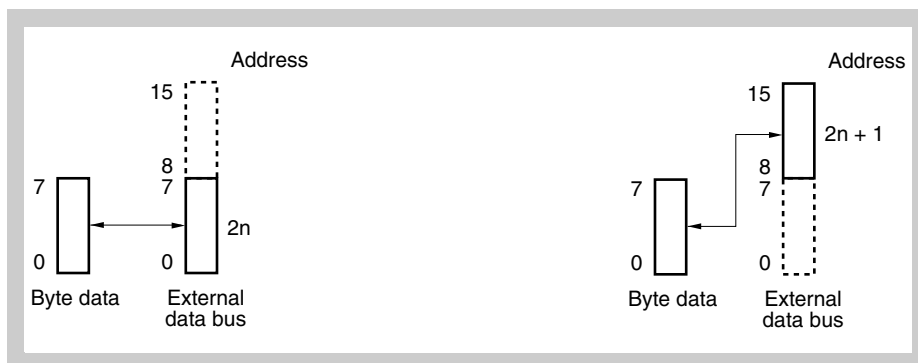 Address
15
8
7
7
2n
0
0
Byte data
External
data bus
Address
15
2n + 1
8
7
7
0
0
Byte data
External
data bus